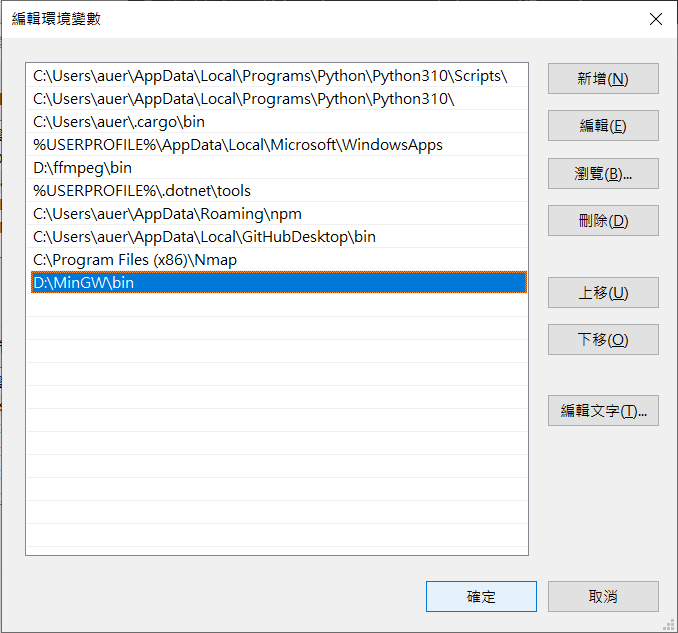 編輯環境變數
C:\Users\auer\AppData\Local\Programs\Python\Python310\Scripts\
C:\Users\auer\AppData\Local\Programs\Python\Python310\
C:\Users\auer\.cargo\bin
%USERPROFILE%\AppData\Local\Microsoft\WindowsApps
D:\ffmpeg\bin
%USERPROFILE%\.dotnet\tools
C:\Users\auer\AppData\Roaming\npm
C:\Users\auer\AppData\Local\GitHubDesktop\bin
C:\Program Files (x86)\Nmap
D:\MinGW\bin
新增(N)
編輯(E)
瀏覽(B)...
刪除(D)
上移(U)
下移(O)
編輯文字(T)...
確定
取消